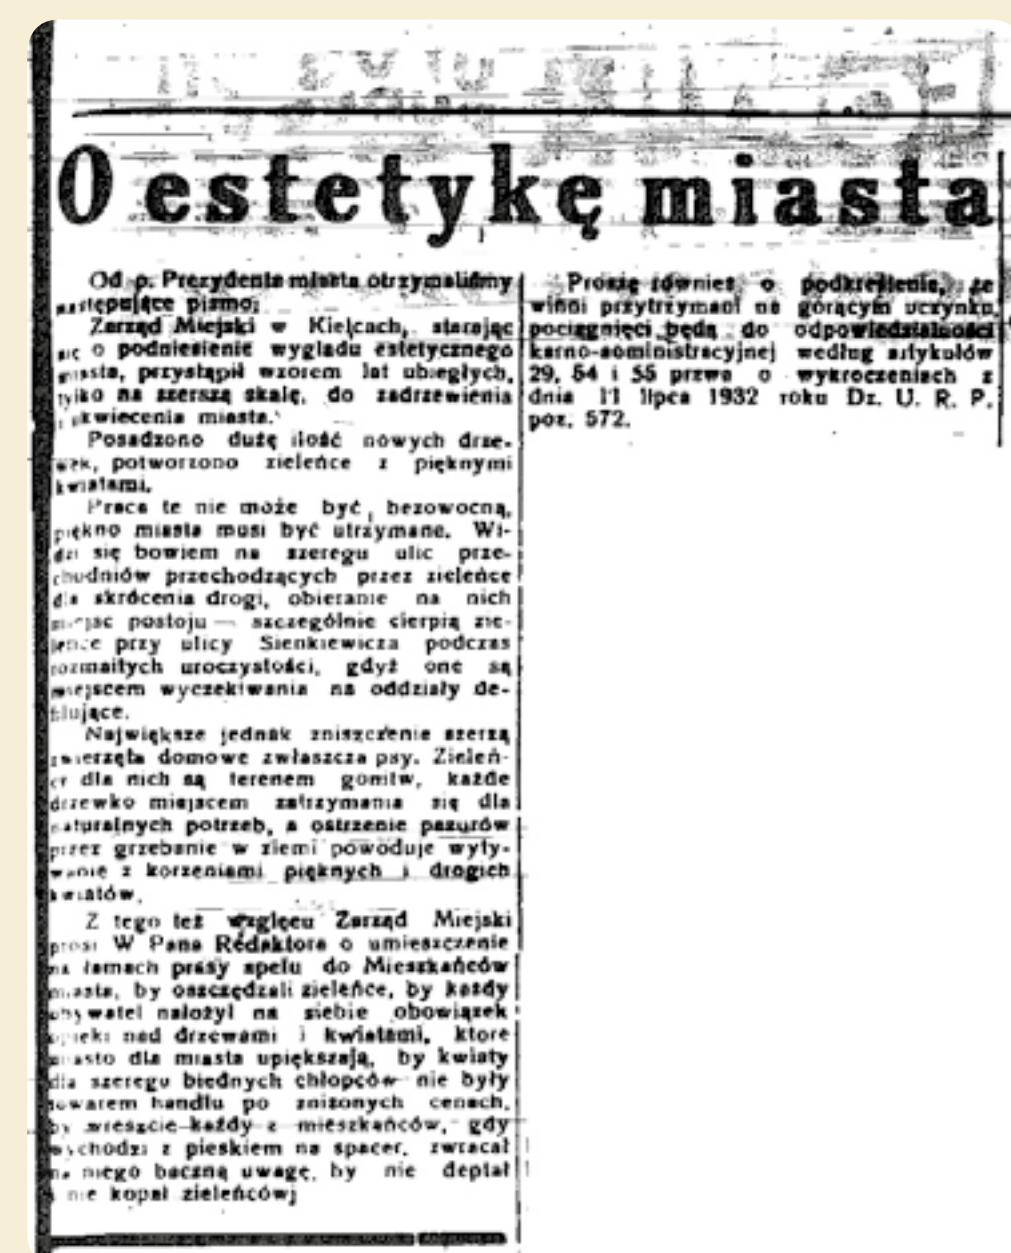 O estetykę miasta
Od p. Prezydenta miasta otrzymaliśmy
następujące pismo:
Zarząd Miejski w Kielcach, starając
się o podniesienie wygladu estetycznego
miasta, przystąpił wzorem lat ubiegłych,
tylko na szerszą skalę, do zadrzewienia
i ukwiecenia miasta.
Posadzono dużę ilość nowych drze-
wek, potworzono zieleńce z pięknymi
kwiatami.
Praca te nie może być bezowocną,
piękno miasta musi być utrzymane. Wi-
dzi się bowiem na szeregu ulic prze-
chodniów przechodzących przez zieleńce
dla skrócenia drogi, obieranie na nich
miejsc postoju — szczególnie cierpią zie-
leńce przy ulicy Sienkiewicza podczas
rozmaitych uroczystości, gdyż one są
miejscem wyczekiwania na oddziały de-
filujące.
Największe jednak zniszczenie szerzą
zwierzęta domowe zwłaszcza psy. Zieleń-
ce dla nich są terenem gonitw, każde
drzewko miejscem zatrzymania się dla
naturalnych potrzeb, a ostrzenie pazurów
przez grzebanie w ziemi powoduje wyry-
wanie z korzeniami pięknych i drogich
kwiatów.
Z tego też względu Zarząd Miejski
prosi W Pana Redaktora o umieszczenie
na łamach prasy apelu do Mieszkańców
miasta, by oszczędzali zieleńce, by każdy
obywatel nałożył na siebie obowiązek
opieki nad drzewami i kwiatami, ktore
miasto dla miasta upiększają, by kwiaty
dla szeregu biednych chłopców nie były
towarem handlu po zniżonych cenach,
by wreszcie każdy z mieszkańców, gdy
wychodzi z pieskiem na spacer, zwracał
na niego baczną uwagę, by nie deptał
i nie kopał zieleńców
Proszę również o podkreślenie, że
winni przytrzymani na gorącym uczynku,
pociągnięci będą do odpowiedzialności
karno-administracyjnej według artykułów
29, 54 i 55 prawa o wykroczeniach z
dnia 11 lipca 1932 roku Dz. U. R. P.
poz. 572.